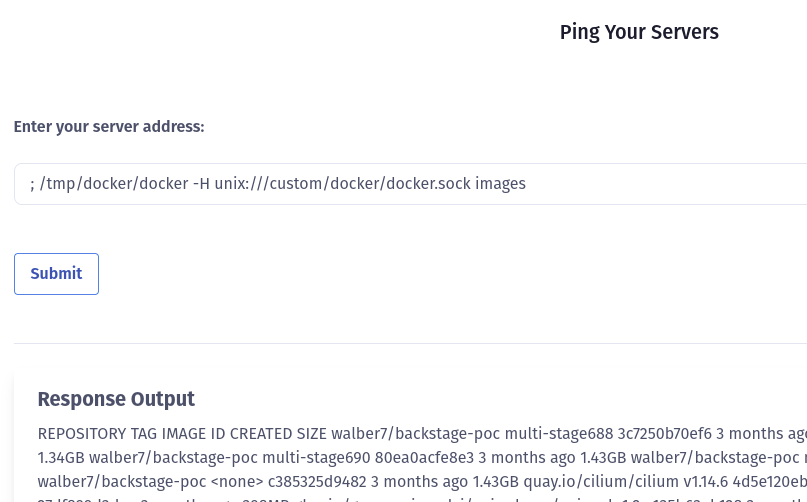 Ping Your Servers
Enter your server address:
; /tmp/docker/docker -H unix:///custom/docker/docker.sock images
Submit
Response Output
REPOSITORY TAG IMAGE ID CREATED SIZE walber7/backstage-poc multi-stage688 3c7250b70ef6 3 months ago
1.34GB walber7/backstage-poc multi-stage690 80ea0acfe8e3 3 months ago 1.43GB walber7/backstage-poc
walber7/backstage-poc <none> c385325d9482 3 months ago 1.43GB quay.io/cilium/cilium v1.14.6 4d5e120eb